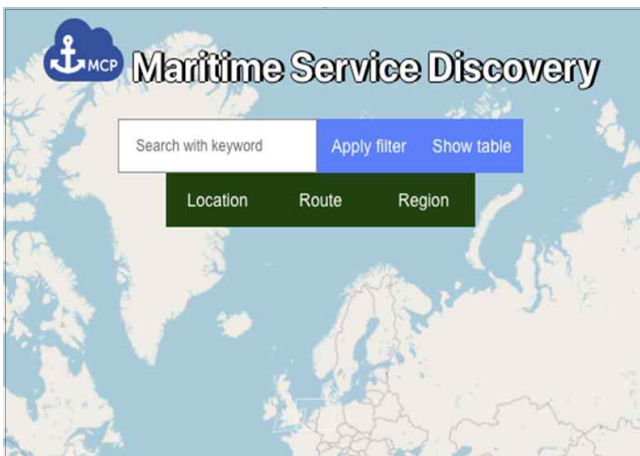 MCP
Maritime Service Discovery
Search with keyword
Apply filter
Show table
Location
Route
Region